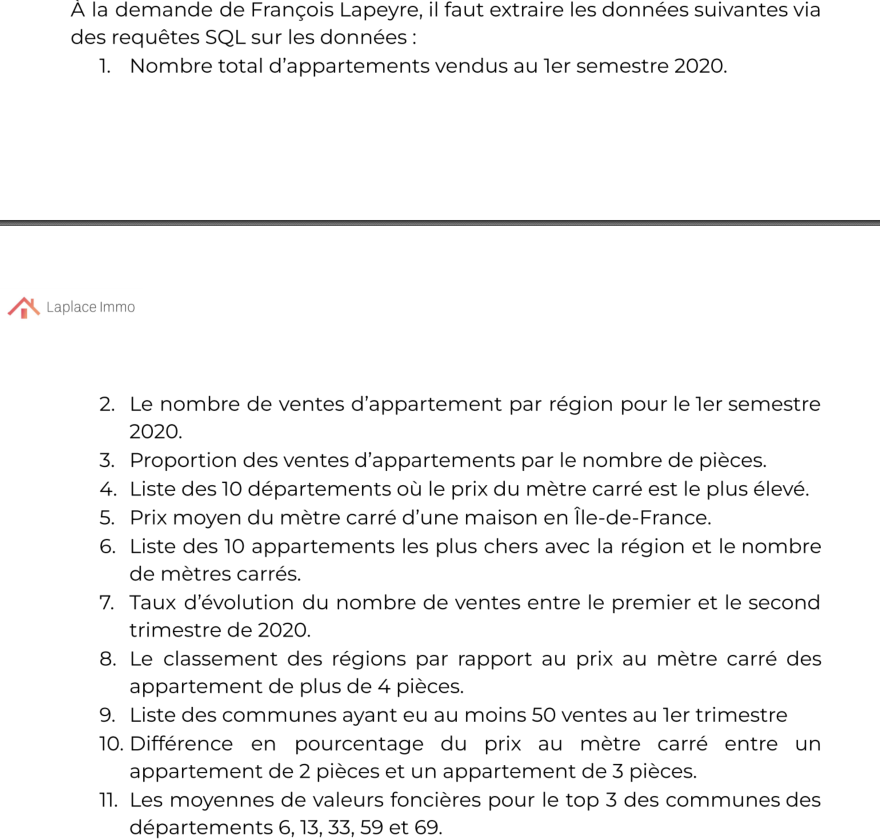 À la demande de François Lapeyre, il faut extraire les données suivantes via
des requêtes SQL sur les données :
1. Nombre total d’appartements vendus au 1er semestre 2020.
Laplace Immo
2. Le nombre de ventes d’appartement par région pour le 1er semestre
2020.
3. Proportion des ventes d’appartements par le nombre de pièces.
4. Liste des 10 départements où le prix du mètre carré est le plus élevé.
5. Prix moyen du mètre carré d’une maison en Île-de-France.
6. Liste des 10 appartements les plus chers avec la région et le nombre
de mètres carrés.
7. Taux d’évolution du nombre de ventes entre le premier et le second
trimestre de 2020.
8. Le classement des régions par rapport au prix au mètre carré des
appartement de plus de 4 pièces.
9. Liste des communes ayant eu au moins 50 ventes au 1er trimestre
10. Différence en pourcentage du prix au mètre carré entre un
appartement de 2 pièces et un appartement de 3 pièces.
11. Les moyennes de valeurs foncières pour le top 3 des communes des
départements 6, 13, 33, 59 et 69.